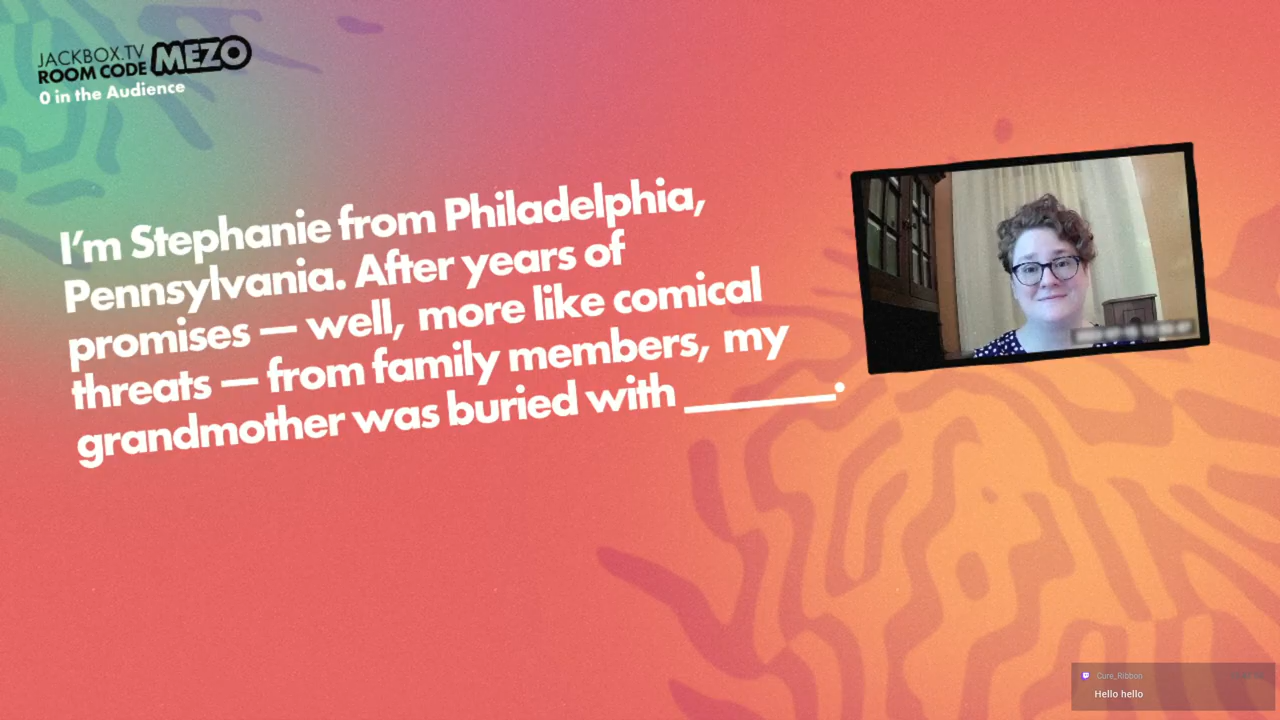 JACKBOX.TV
ROOM CODE MEZO
0 in the Audience
I'm Stephanie from Philadelphia,
Pennsylvania. After years of
promises — well, more like comical
threats — from family members, my
grandmother was buried with ________.
Cure_Ribbon
Hello hello